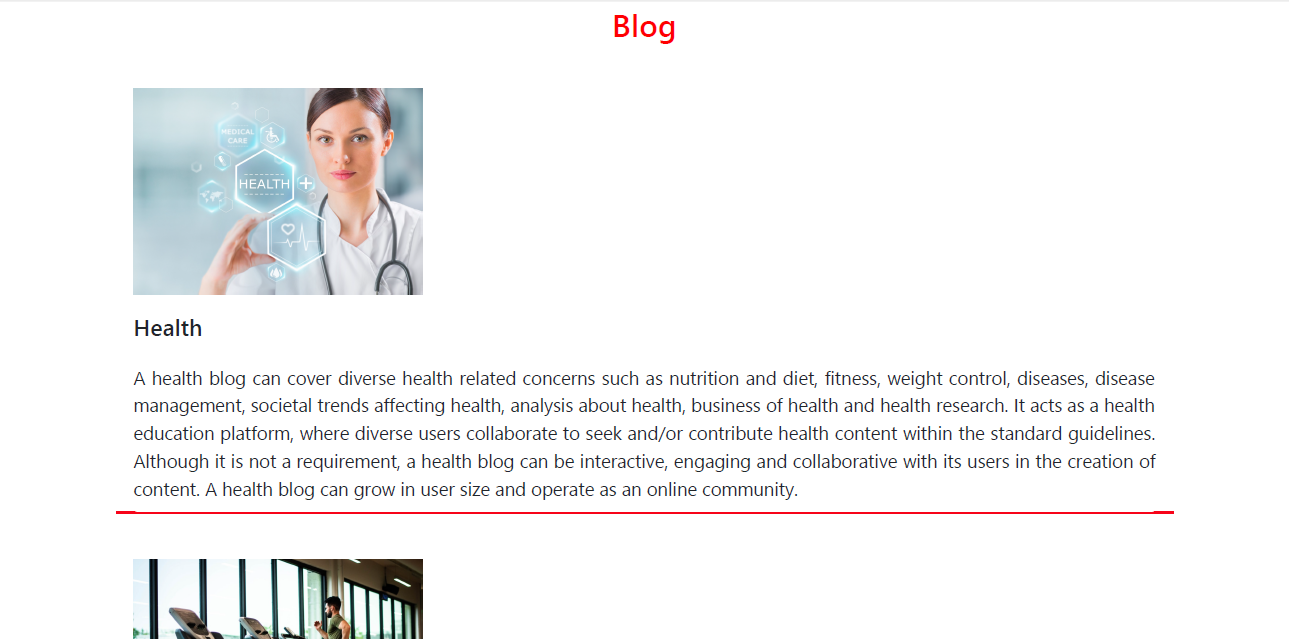 Blog
MEDICAL
CARE
HEALTH
Health
A health blog can cover diverse health related concerns such as nutrition and diet, fitness, weight control, diseases, disease
management, societal trends affecting health, analysis about health, business of health and health research. It acts as a health
education platform, where diverse users collaborate to seek and/or contribute health content within the standard guidelines.
Although it is not a requirement, a health blog can be interactive, engaging and collaborative with its users in the creation of
content. A health blog can grow in user size and operate as an online community.